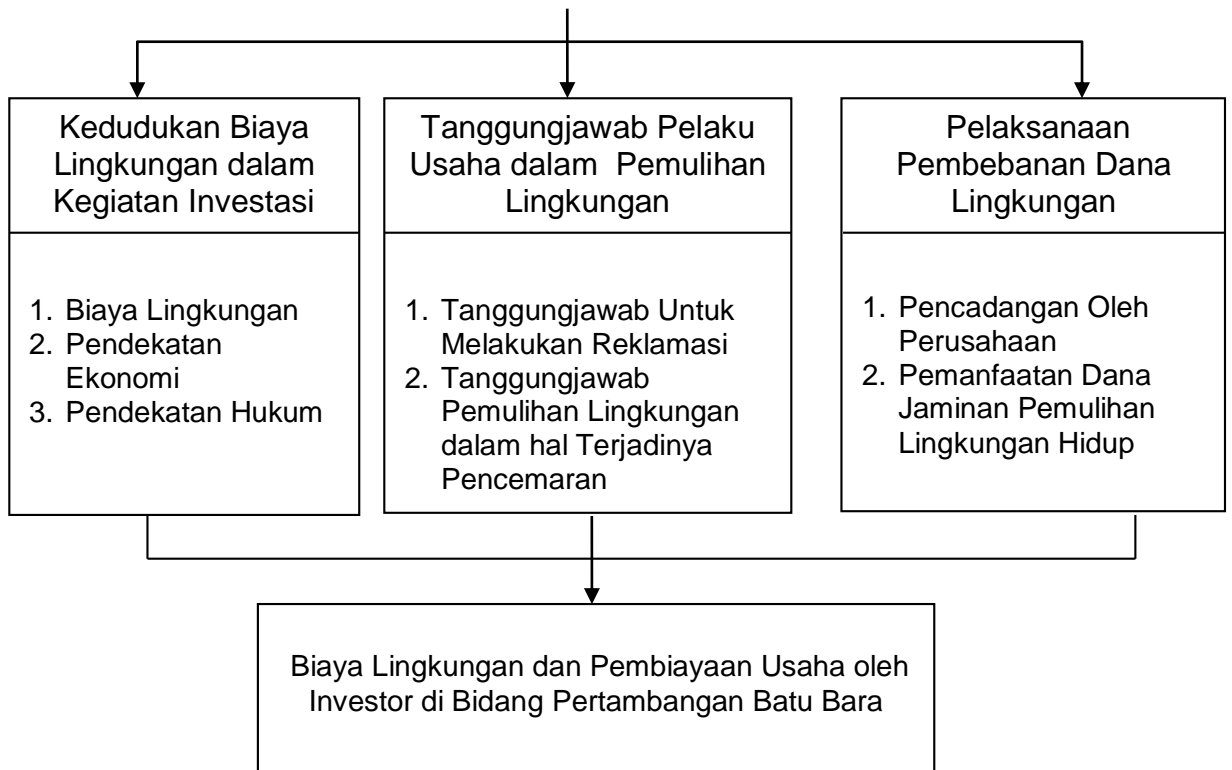 Kedudukan Biaya
Lingkungan dalam
Kegiatan Investasi
1. Biaya Lingkungan
2. Pendekatan
Ekonomi
3. Pendekatan Hukum
Tanggungjawab Pelaku
Usaha dalam Pemulihan
Lingkungan
1. Tanggungjawab Untuk
Melakukan Reklamasi
2. Tanggungjawab
Pemulihan Lingkungan
dalam hal Terjadinya
Pencemaran
Pelaksanaan
Pembebanan Dana
Lingkungan
1. Pencadangan Oleh
Perusahaan
2. Pemanfaatan Dana
Jaminan Pemulihan
Lingkungan Hidup
Biaya Lingkungan dan Pembiayaan Usaha oleh
Investor di Bidang Pertambangan Batu Bara